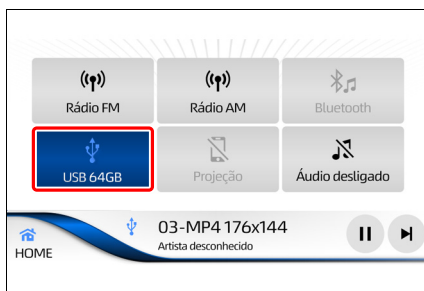 Rádio FM
Rádio AM
Bluetooth
USB 64GB
Projeção
Áudio desligado
03-MP4 176x144
Artista desconhecido
HOME